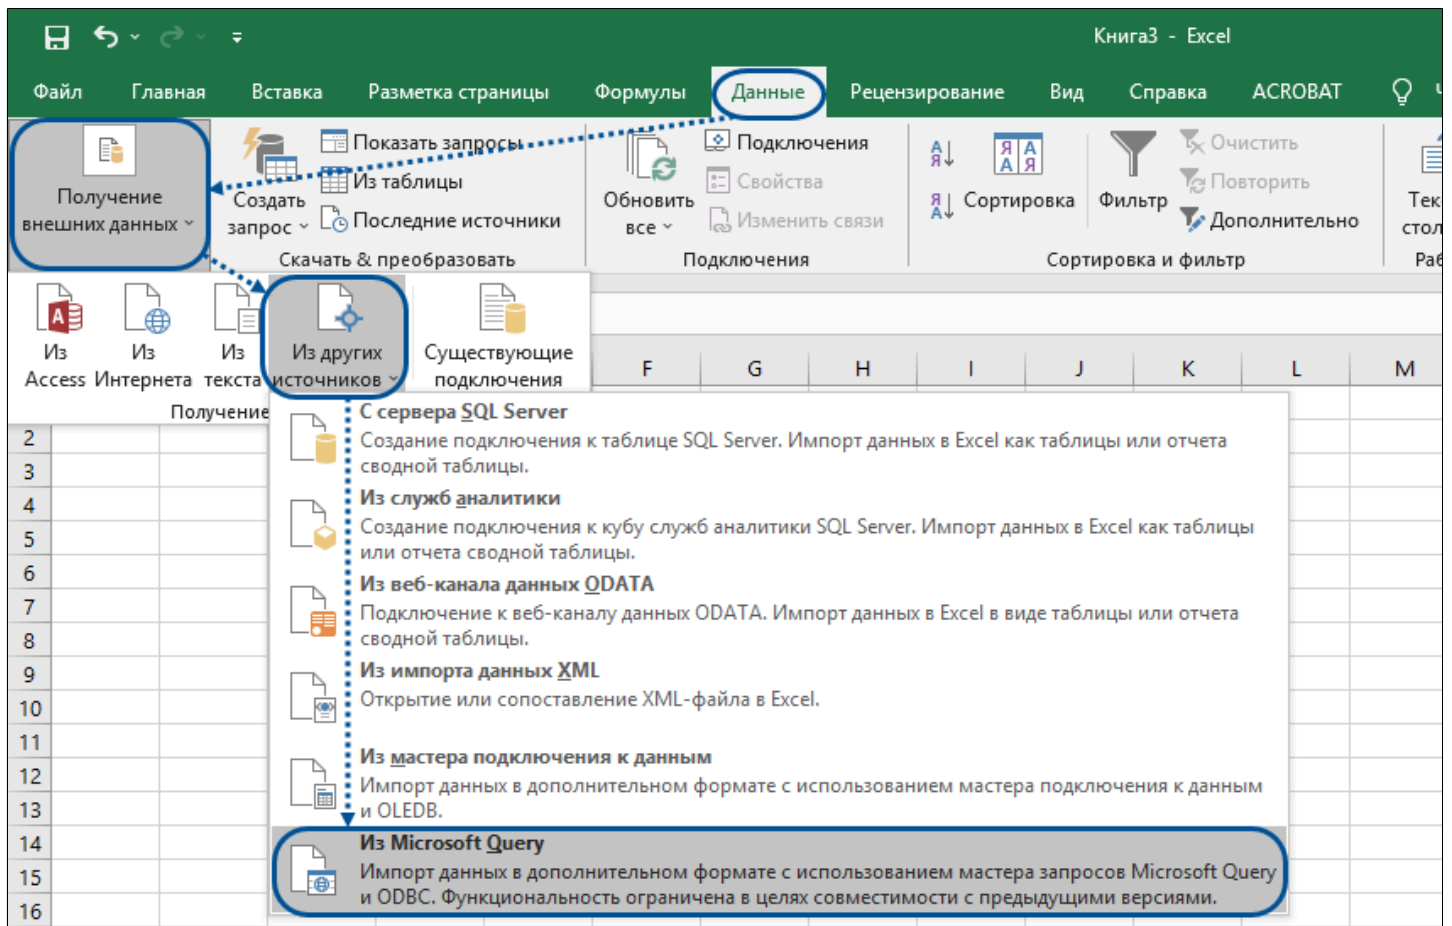 Книга3 - Excel
Файл Главная Вставка Разметка страницы Формулы Данные Рецензирование Вид Справка ACROBAT
Получение
внешних данных
Создать
запрос
Показать запросы
Из таблицы
Последние источники
Скачать & преобразовать
Обновить
все
Подключения
Свойства
Изменить связи
Подключения
Сортировка
Фильтр
Очистить
Повторить
Дополнительно
Сортировка и фильтр
Из
Access
Из
Интернета
Из
текста
Из других
источников
Существующие
подключения
Получение
F G H I J K L M
С сервера SQL Server
Создание подключения к таблице SQL Server. Импорт данных в Excel как таблицы или отчета
сводной таблицы.
Из служб аналитики
Создание подключения к кубу служб аналитики SQL Server. Импорт данных в Excel как таблицы
или отчета сводной таблицы.
Из веб-канала данных ODATA
Подключение к веб-каналу данных ODATA. Импорт данных в Excel в виде таблицы или отчета
сводной таблицы.
Из импорта данных XML
Открытие или сопоставление XML-файла в Excel.
Из мастера подключения к данным
Импорт данных в дополнительном формате с использованием мастера подключения к данным
и OLEDB.
Из Microsoft Query
Импорт данных в дополнительном формате с использованием мастера запросов Microsoft Query
и ODBC. Функциональность ограничена в целях совместимости с предыдущими версиями.
2
3
4
5
6
7
8
9
10
11
12
13
14
15
16